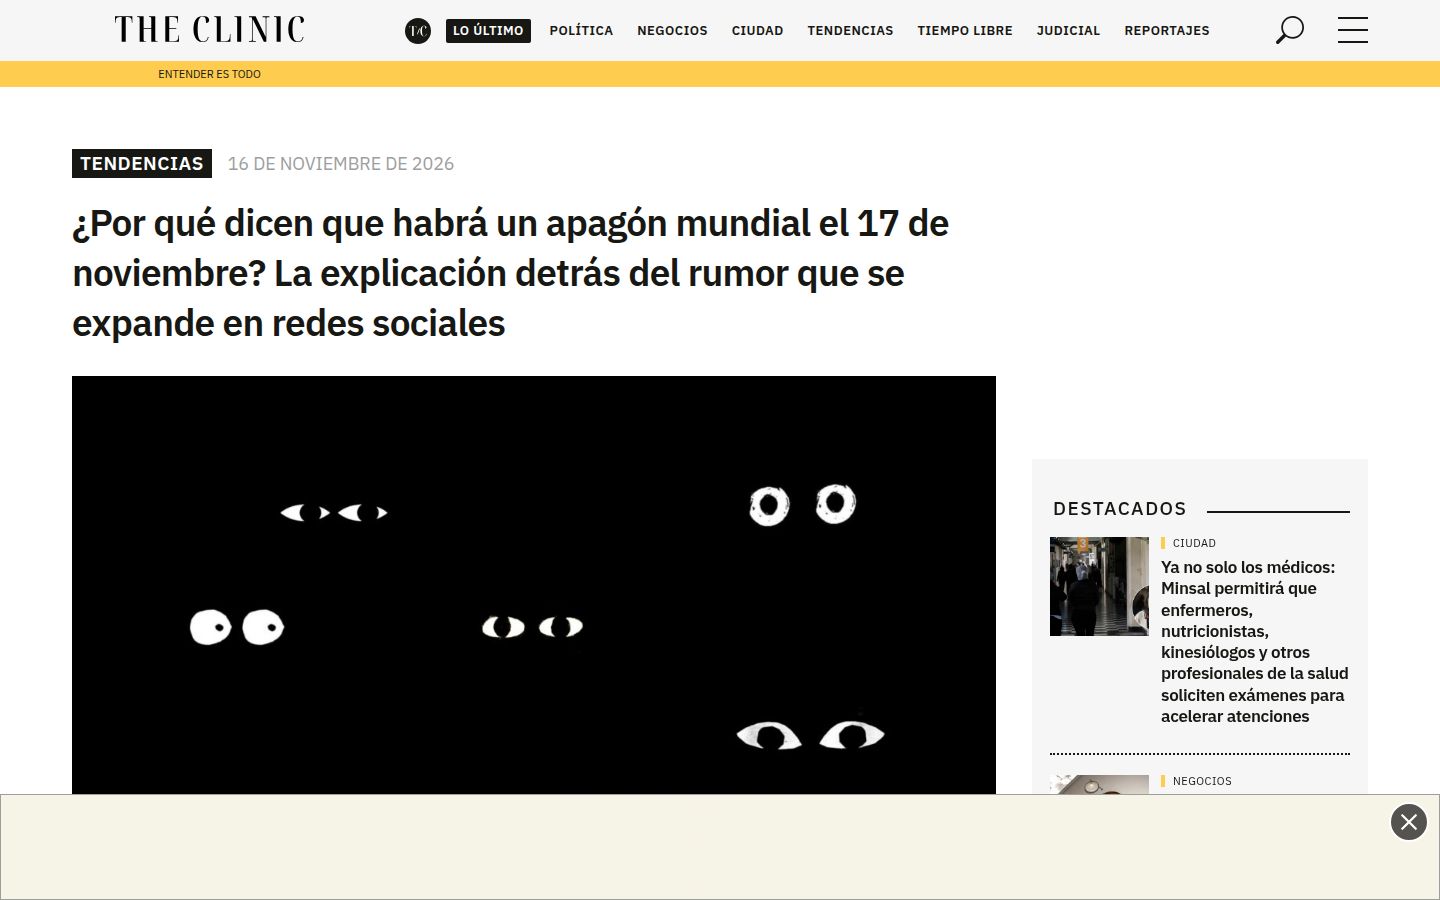 THE CLINIC
LO ÚLTIMO
POLÍTICA
NEGOCIOS
CIUDAD
TENDENCIAS
TIEMPO LIBRE
JUDICIAL
REPORTAJES
ENTENDER ES TODO
TENDENCIAS
16 DE NOVIEMBRE DE 2026
¿Por qué dicen que habrá un apagón mundial el 17 de
noviembre? La explicación detrás del rumor que se
expande en redes sociales
DESTACADOS
CIUDAD
Ya no solo los médicos:
Minsal permitirá que
enfermeros,
nutricionistas,
kinesiólogos y otros
profesionales de la salud
soliciten exámenes para
acelerar atenciones
NEGOCIOS